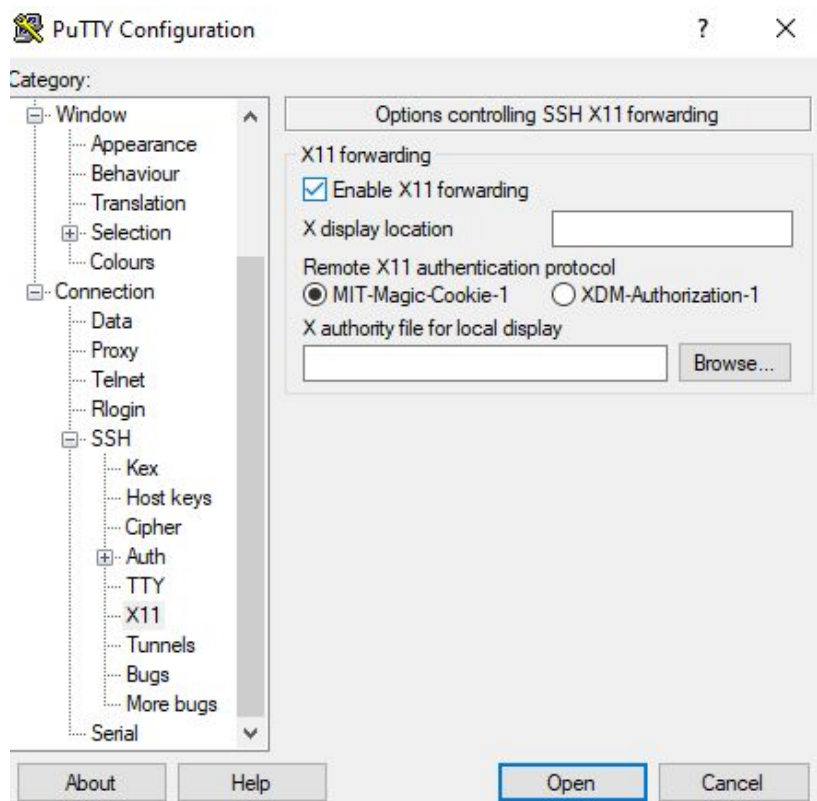 PuTTY Configuration
?
Category:
Window
Appearance
Behaviour
Translation
Selection
Colours
Connection
Data
Proxy
Telnet
Rlogin
SSH
Kex
Host keys
Cipher
Auth
TTY
X11
Tunnels
Bugs
More bugs
Serial
Options controlling SSH X11 forwarding
X11 forwarding
Enable X11 forwarding
X display location
Remote X11 authentication protocol
MIT-Magic-Cookie-1 XDM-Authorization-1
X authority file for local display
Browse...
About Help Open Cancel